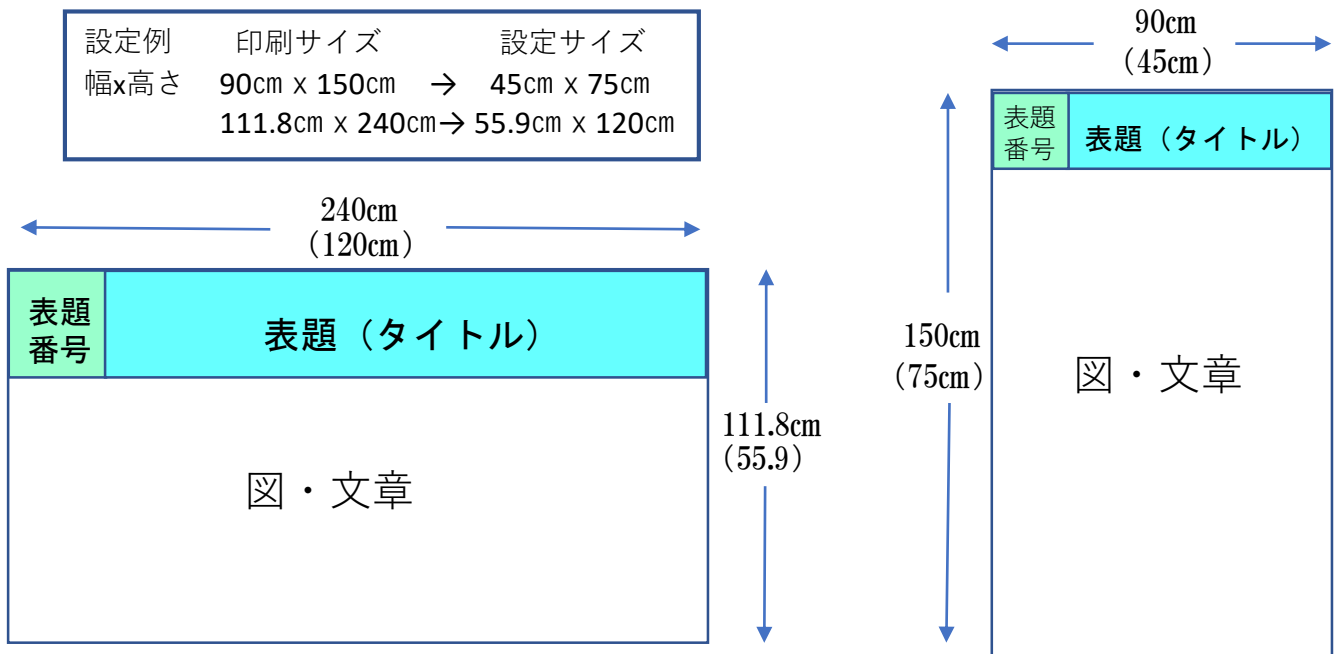 設定例 印刷サイズ 設定サイズ
幅x高さ 90㎝ x 150㎝ → 45㎝ x 75㎝
111.8㎝ x 240㎝→ 55.9㎝ x 120㎝
240㎝
(120㎝)
表題
番号
表題（タイトル）
図・文章
111.8㎝
(55.9)
90㎝
(45㎝)
表題
番号
表題（タイトル）
150㎝
(75㎝)
図・文章